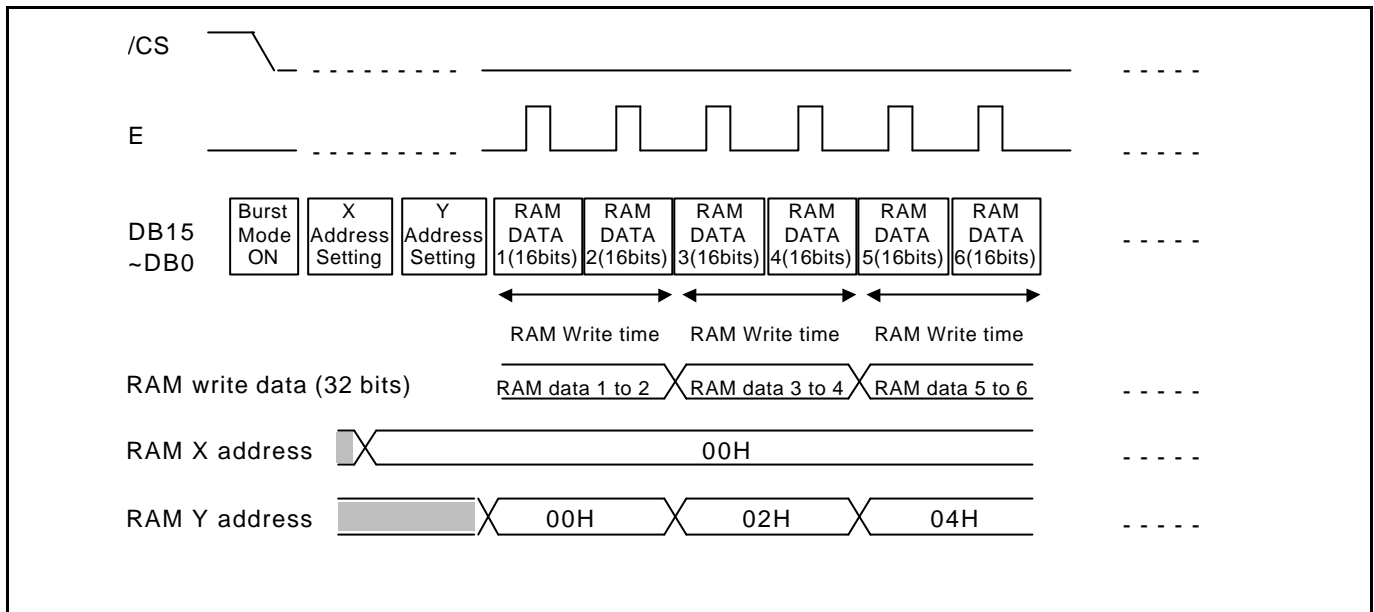 /CS
E
DB15
~DB0
Burst
Mode
ON
X
Address
Setting
Y
Address
Setting
RAM
DATA
1(16bits)
RAM
DATA
2(16bits)
RAM
DATA
3(16bits)
RAM
DATA
4(16bits)
RAM
DATA
5(16bits)
RAM
DATA
6(16bits)
RAM Write time RAM Write time RAM Write time
RAM write data (32 bits) RAM data 1 to 2 RAM data 3 to 4 RAM data 5 to 6
RAM X address 00H
RAM Y address 00H 02H 04H